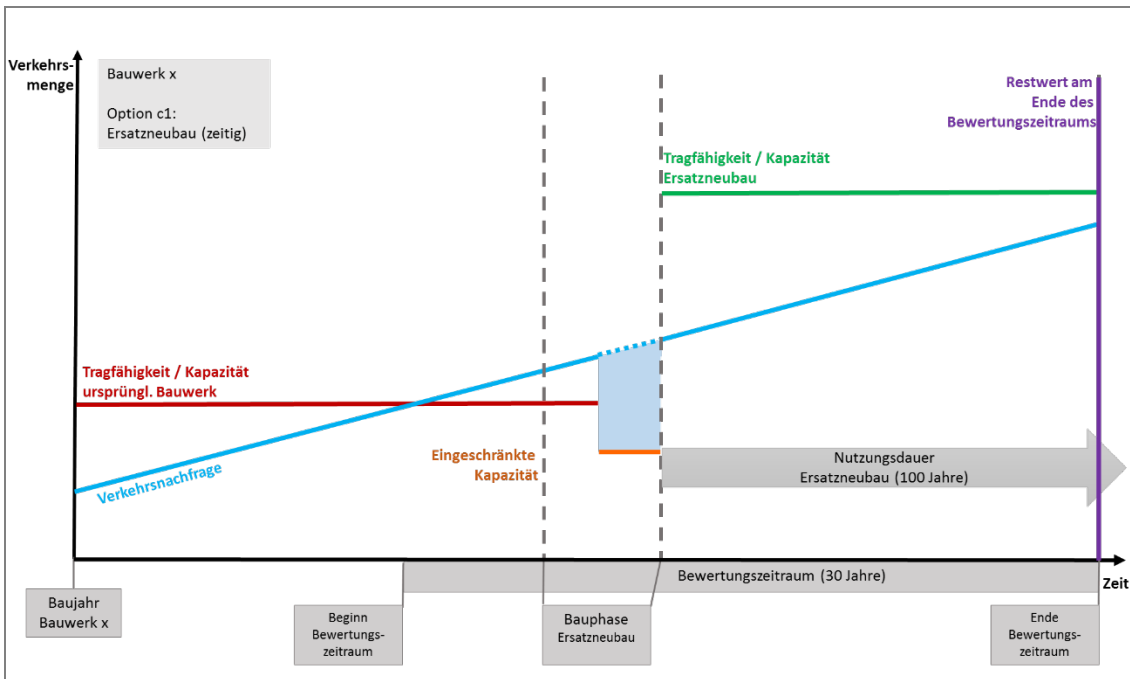 Verkehrs-
menge
Bauwerk x
Option c1:
Ersatzneubau (zeitig)
Restwert am
Ende des
Bewertungszeitraums
Tragfähigkeit / Kapazität
Ersatzneubau
Tragfähigkeit / Kapazität
ursprüngl. Bauwerk
Verkehrsnachfrage
Eingeschränkte
Kapazität
Nutzungsdauer
Ersatzneubau (100 Jahre)
Bewertungszeitraum (30 Jahre)
Zeit
Baujahr
Bauwerk x
Beginn
Bewertungs-
zeitraum
Bauphase
Ersatzneubau
Ende
Bewertungs-
zeitraum